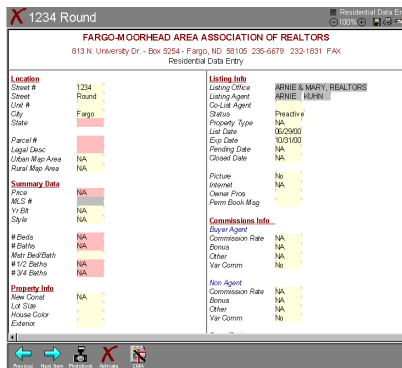 1234 Round
Residential Data Entry
100%
FARGO-MOORHEAD AREA ASSOCIATION OF REALTORS
813 N. University Dr. - Box 5254 - Fargo, ND 58105 235-6679 232-1831 FAX
Residential Data Entry
Location
Street # 1234
Street Round
Unit #
City Fargo
State
Parcel #
Legal Desc
Urban Map Area NA
Rural Map Area NA
Summary Data
Price NA
MLS #
Yr Blt NA
Style NA
# Beds NA
# Baths NA
Mstr Bed/Bath
# 1/2 Baths NA
# 3/4 Baths NA
Property Info
New Const NA
Lot Size
House Color
Exterior
Listing Info
Listing Office ARNIE & MARY, REALTORS
Listing Agent ARNIE KUHN
Co-List Agent
Status Preactive
Property Type NA
List Date 06/29/00
Exp Date 10/31/00
Pending Date NA
Closed Date NA
Picture No
Internet NA
Owner Pros
Perm Book Msg
Commissions Info
Buyer Agent
Commission Rate NA
Bonus NA
Other NA
Var Comm No
Non Agent
Commission Rate NA
Bonus NA
Other NA
Var Comm No
Previous Next Item Photobook Activate CMA